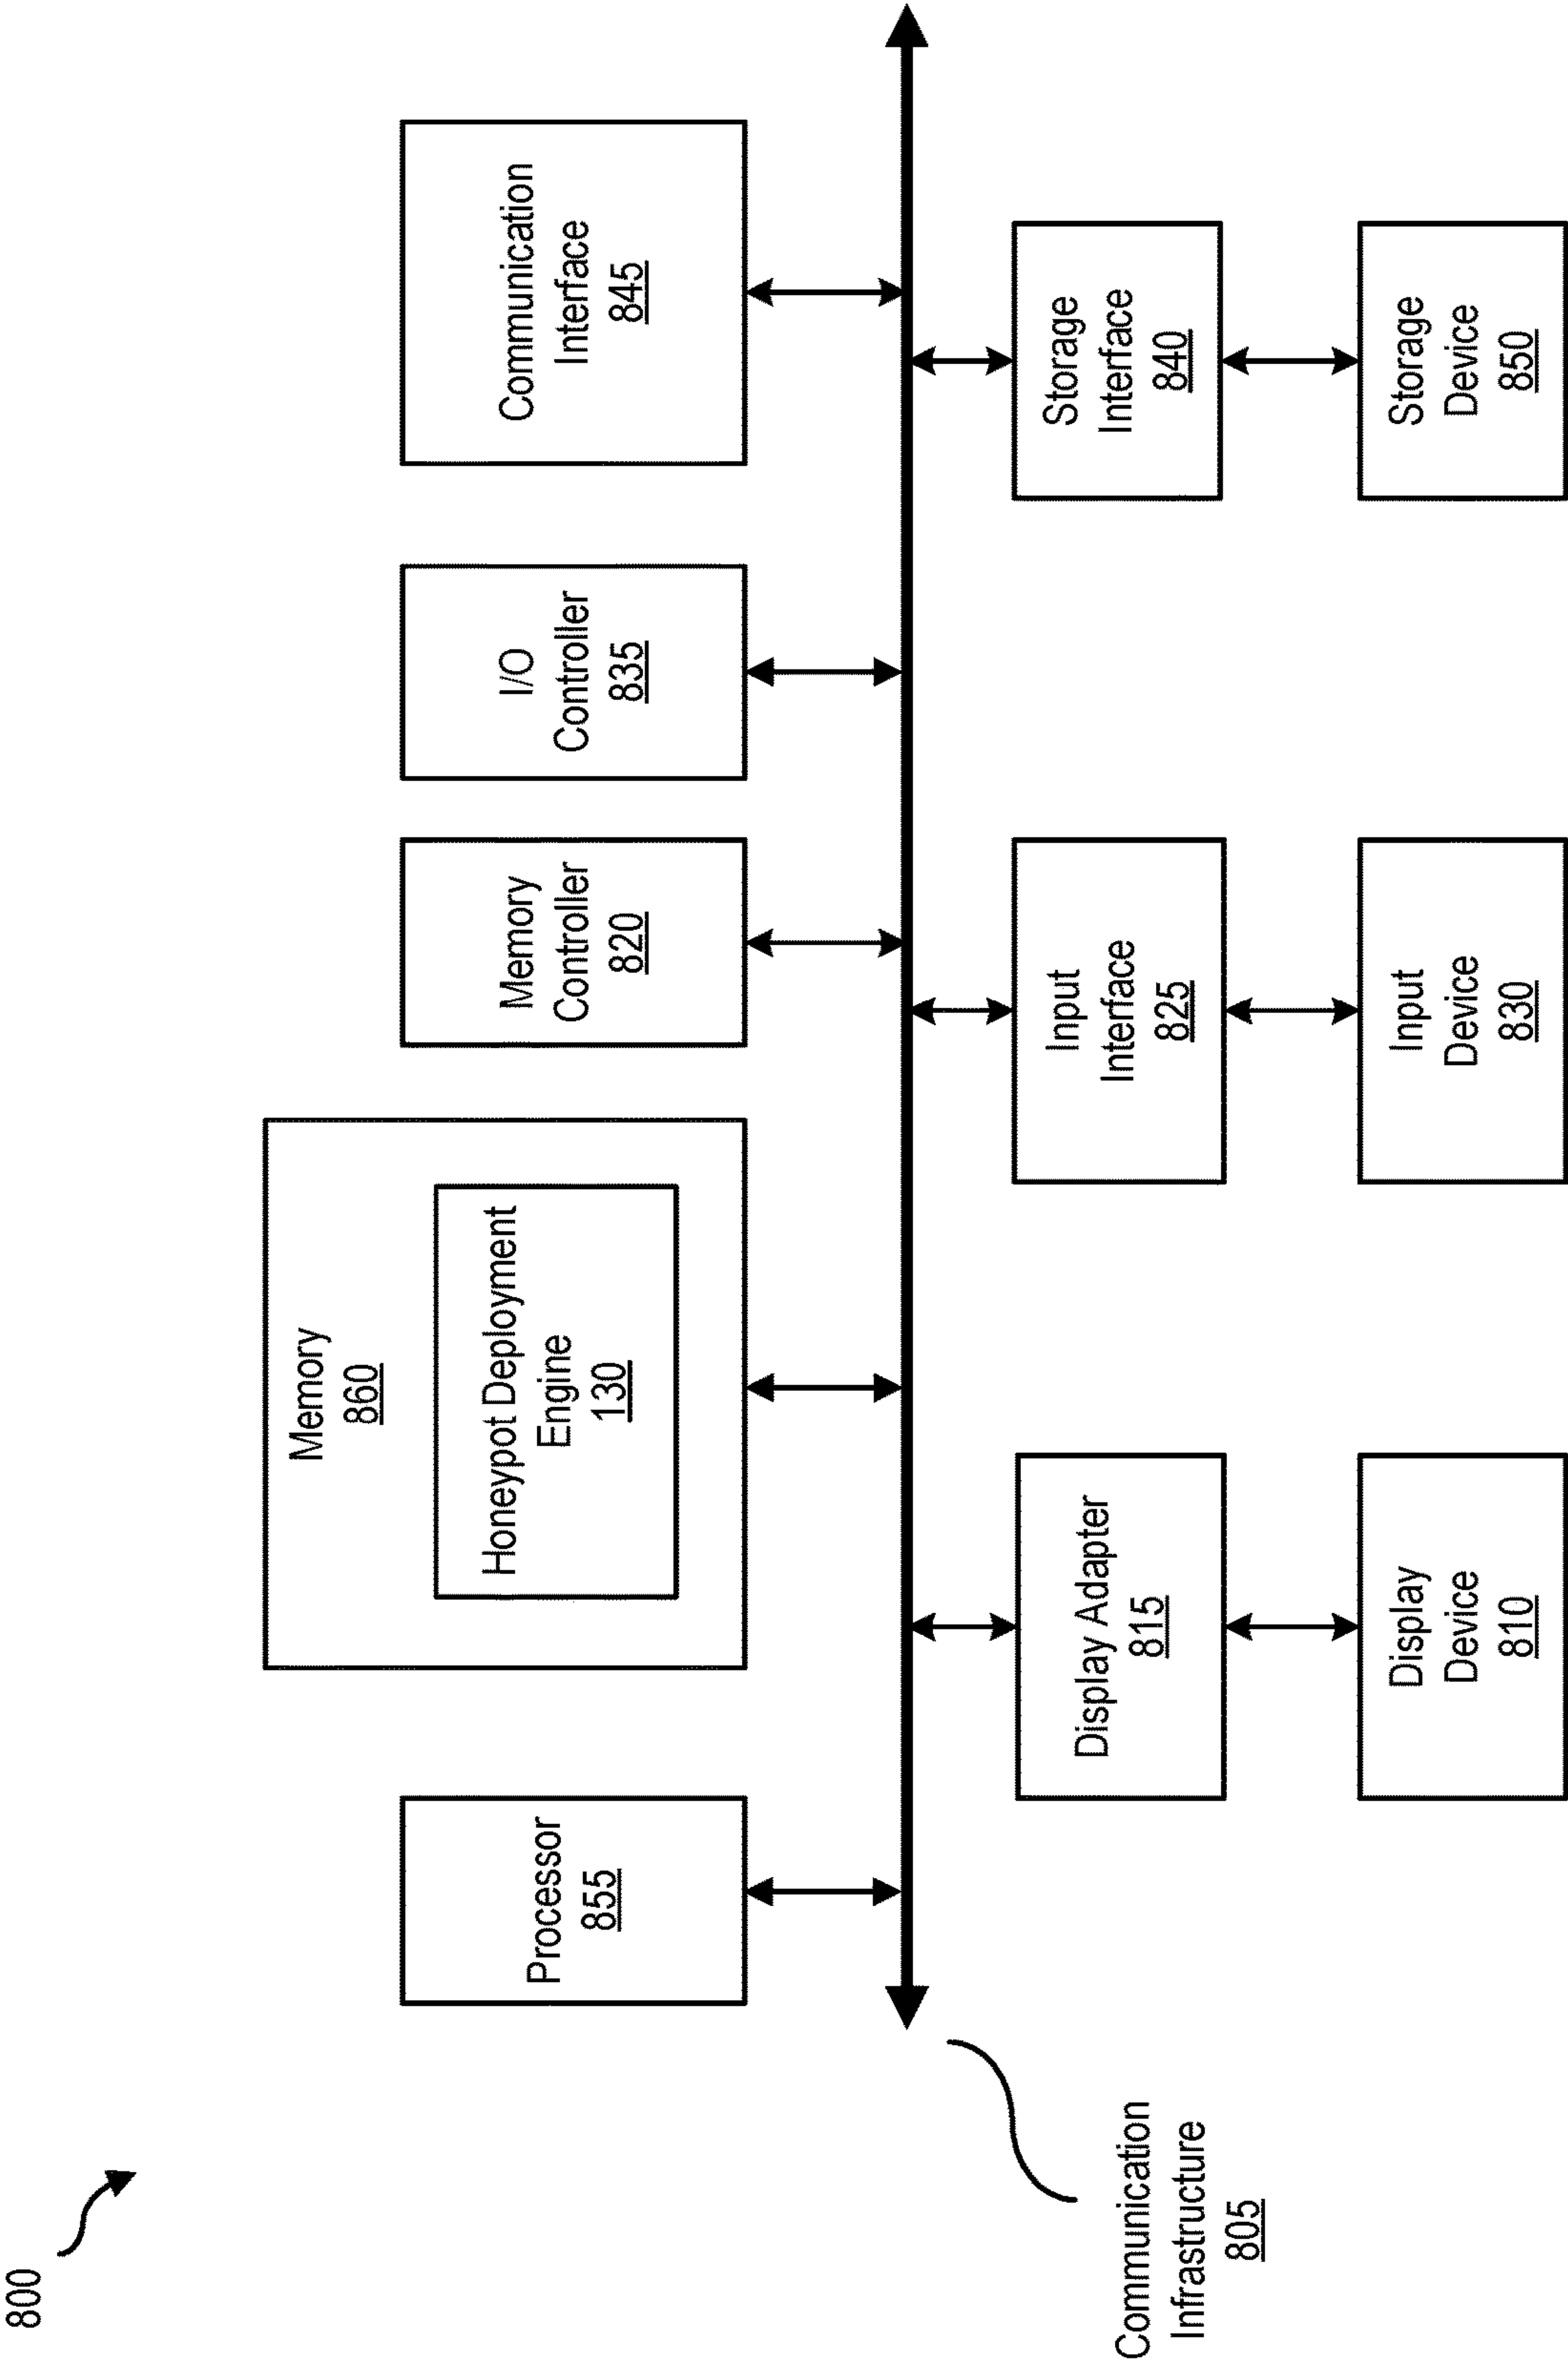 800
Processor
855
Memory
860
Honeypot Deployment
Engine
130
Memory
Controller
820
I/O
Controller
835
Communication
Interface
845
Communication
Infrastructure
805
Display Adapter
815
Input
Interface
825
Storage
Interface
840
Display
Device
810
Input
Device
830
Storage
Device
850